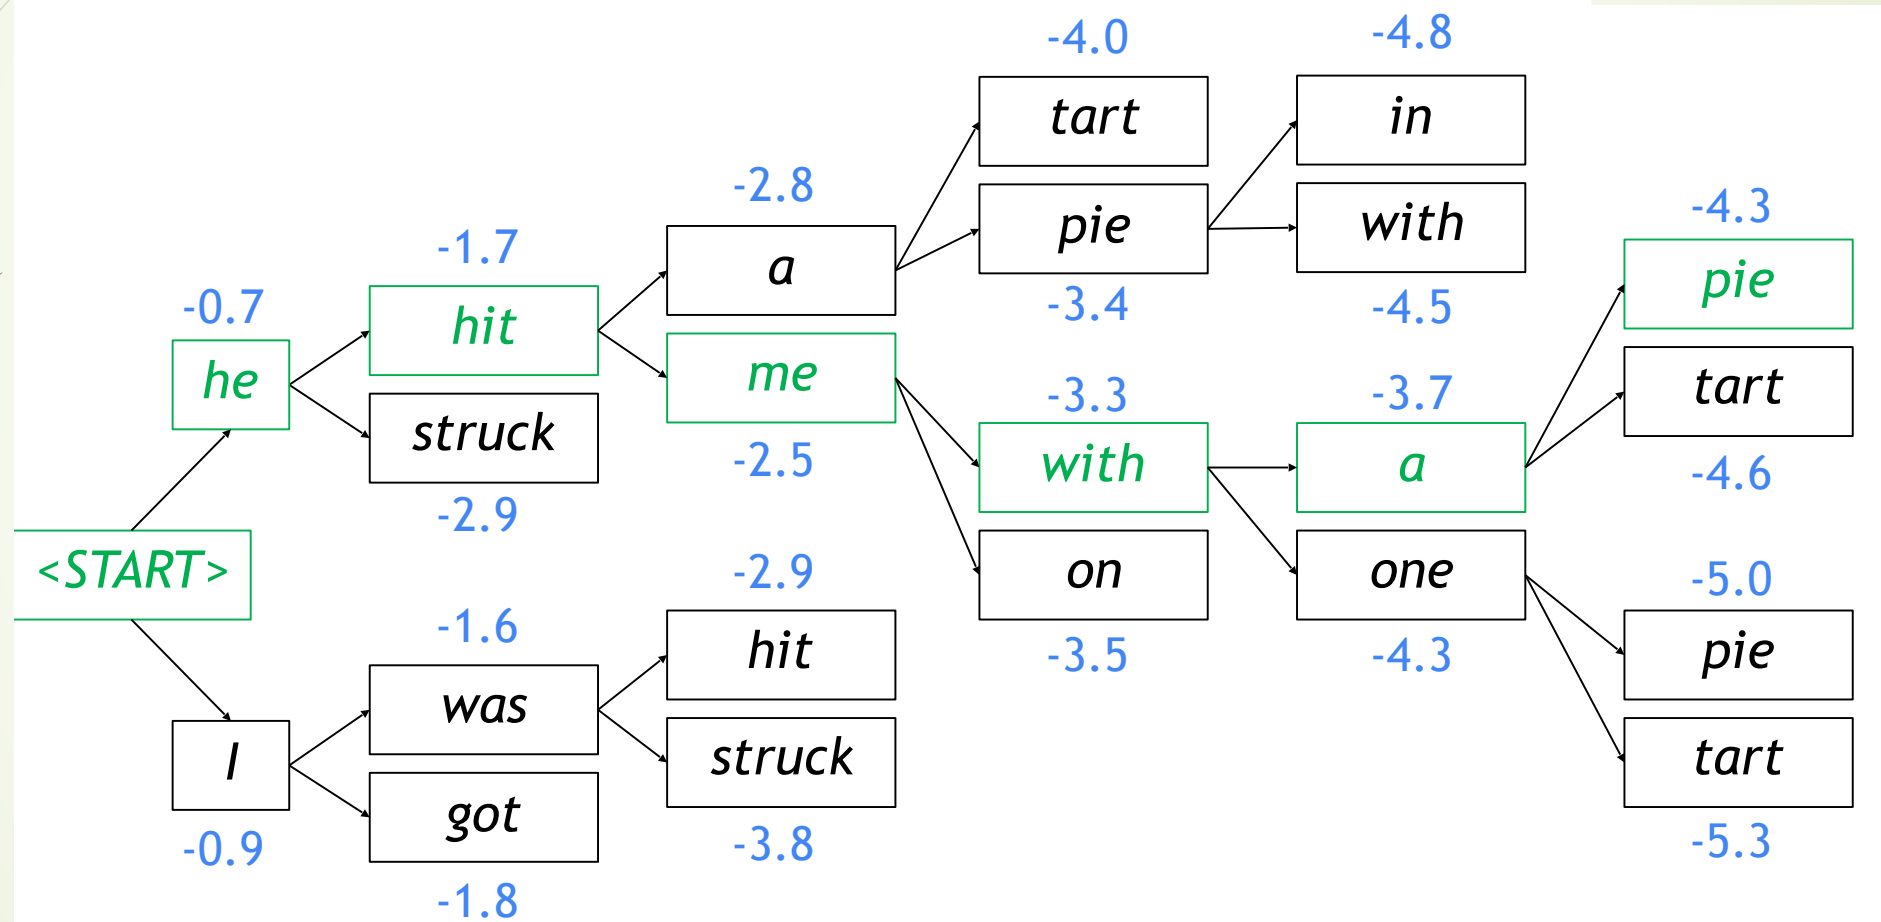 -4.0
-4.8
tart
in
-2.8
pie
with
-4.3
-1.7
a
-3.4
-4.5
pie
-0.7
hit
he
me
-3.3
-3.7
tart
struck
-2.5
with
a
-4.6
-2.9
<START>
-2.9
on
one
-5.0
-1.6
hit
-3.5
-4.3
pie
was
I
struck
tart
got
-0.9
-3.8
-5.3
-1.8